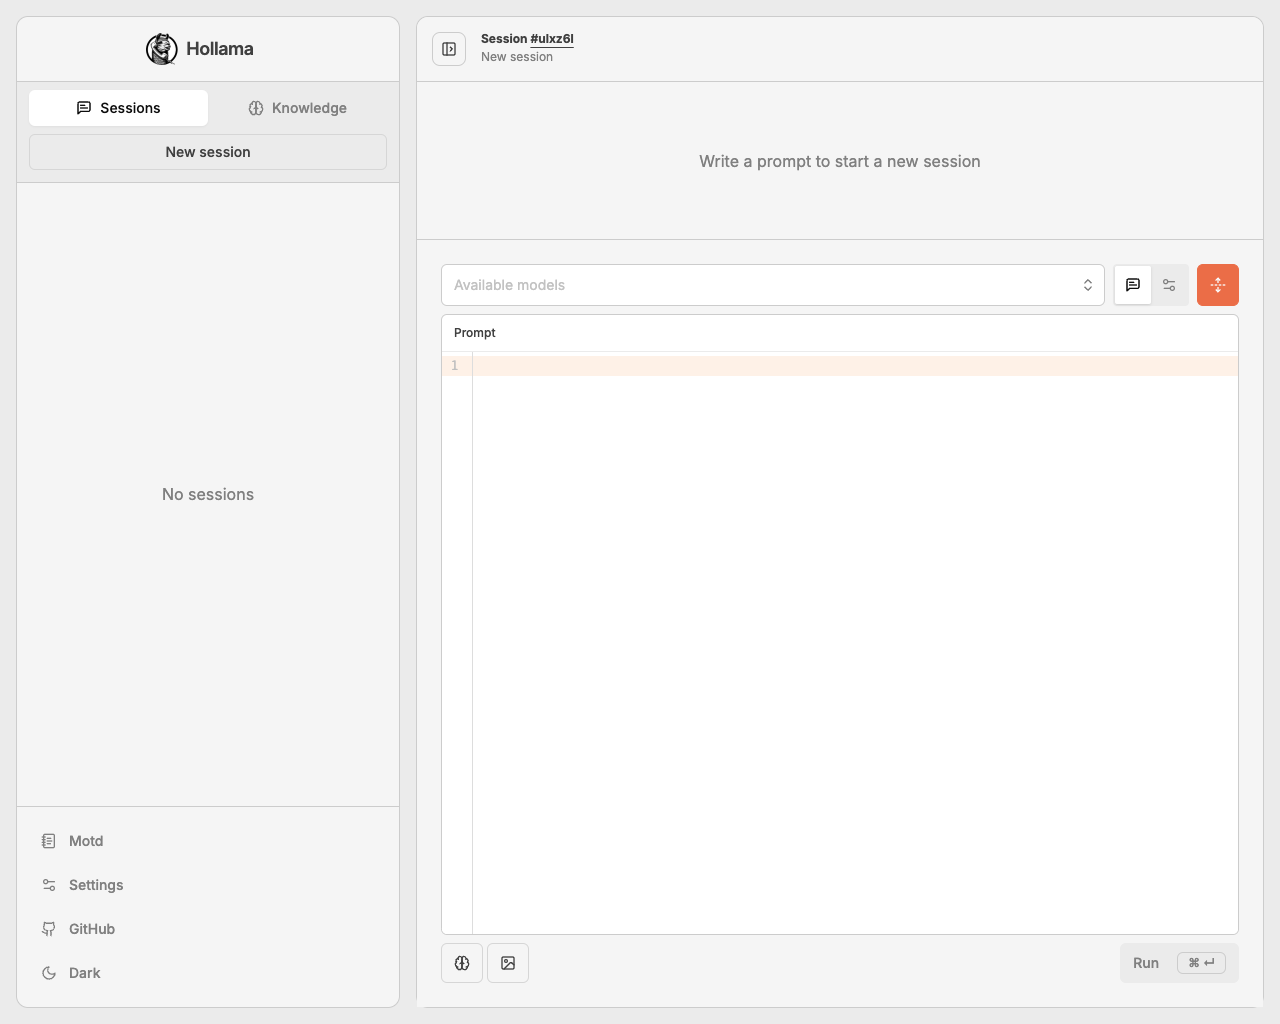 Hollama
Sessions
Knowledge
New session
No sessions
Motd
Settings
GitHub
Dark
Session #ulxz6l
New session
Write a prompt to start a new session
Available models
Prompt
1
Run ⌘ ↵